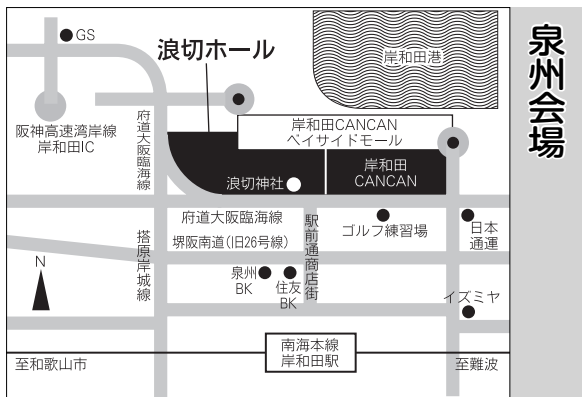 泉州会場
GS
浪切ホール
岸和田港
阪神高速湾岸線
岸和田IC
府道大阪臨海線
岸和田CANCAN
ベイサイドモール
岸和田
CANCAN
浪切神社
府道大阪臨海線
堺阪南道(旧26号線)
塔原岸城線
駅前通商店街
ゴルフ練習場
日本
通運
泉州
BK
住友
BK
イズミヤ
N
南海本線
岸和田駅
至和歌山市
至難波